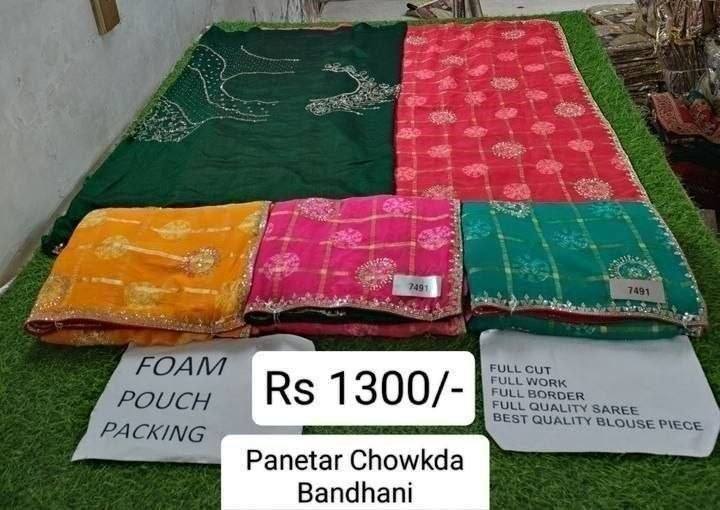 7491
7491
FOAM
POUCH
PACKING
Rs 1300/-
FULL CUT
FULL WORK
FULL BORDER
FULL QUALITY SAREE
BEST QUALITY BLOUSE PIECE
Panetar Chowkda
Bandhani